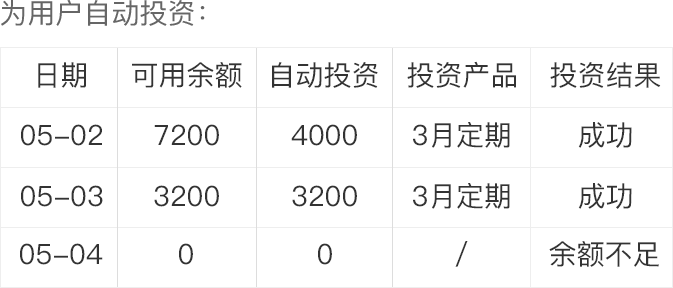 为用户自动投资：
日期 可用余额 自动投资 投资产品 投资结果
05-02 7200 4000 3月定期 成功
05-03 3200 3200 3月定期 成功
05-04 0 0 / 余额不足